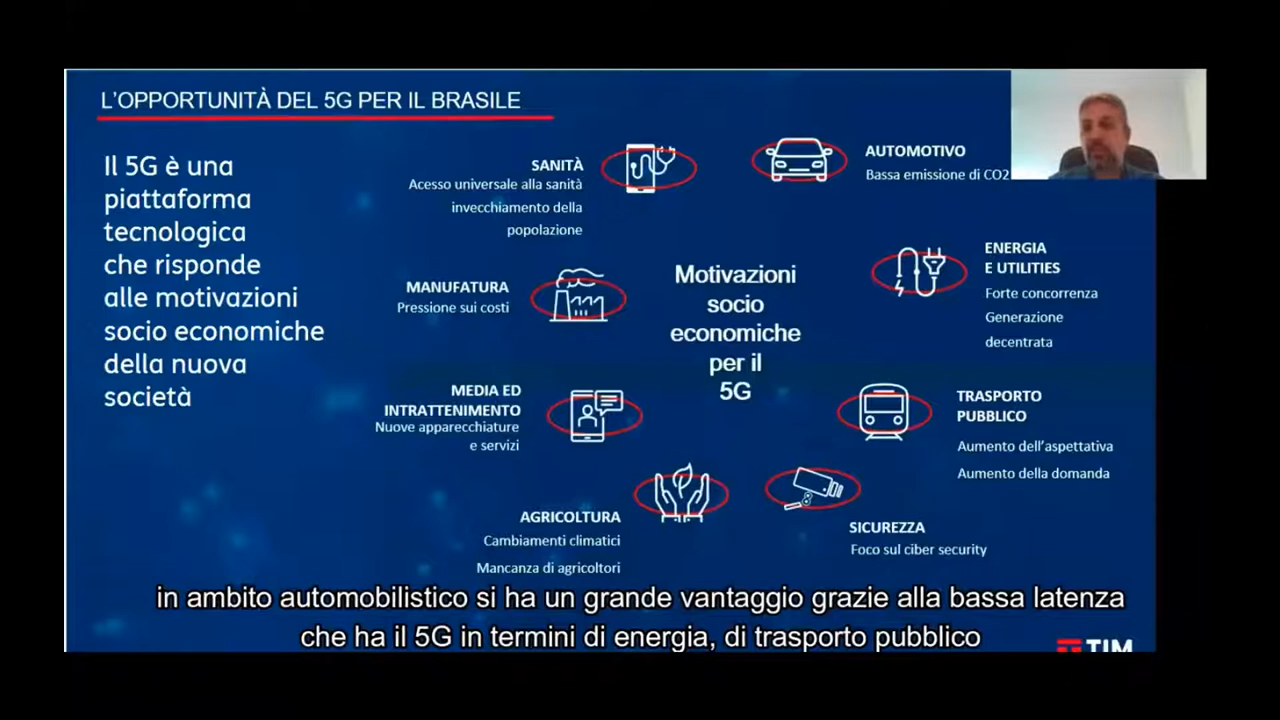 L'OPPORTUNITÀ DEL 5G PER IL BRASILE
Il 5G è una
piattaforma
tecnologica
che risponde
alle motivazioni
socio economiche
della nuova
società
SANITÀ
Acesso universale alla sanità
invecchiamento della
popolazione
MANUFATURA
Pressione sui costi
MEDIA ED
INTRATTENIMENTO
Nuove apparecchiature
e servizi
AGRICOLTURA
Cambiamenti climatici
Mancanza di agricoltori
Motivazioni
socio
economiche
per il
5G
AUTOMOTIVO
Bassa emissione di CO2
ENERGIA
E UTILITIES
Forte concorrenza
Generazione
decentrata
TRASPORTO
PUBBLICO
Aumento dell'aspettativa
Aumento della domanda
SICUREZZA
Foco sul ciber security
in ambito automobilistico si ha un grande vantaggio grazie alla bassa latenza
che ha il 5G in termini di energia, di trasporto pubblico
TIM